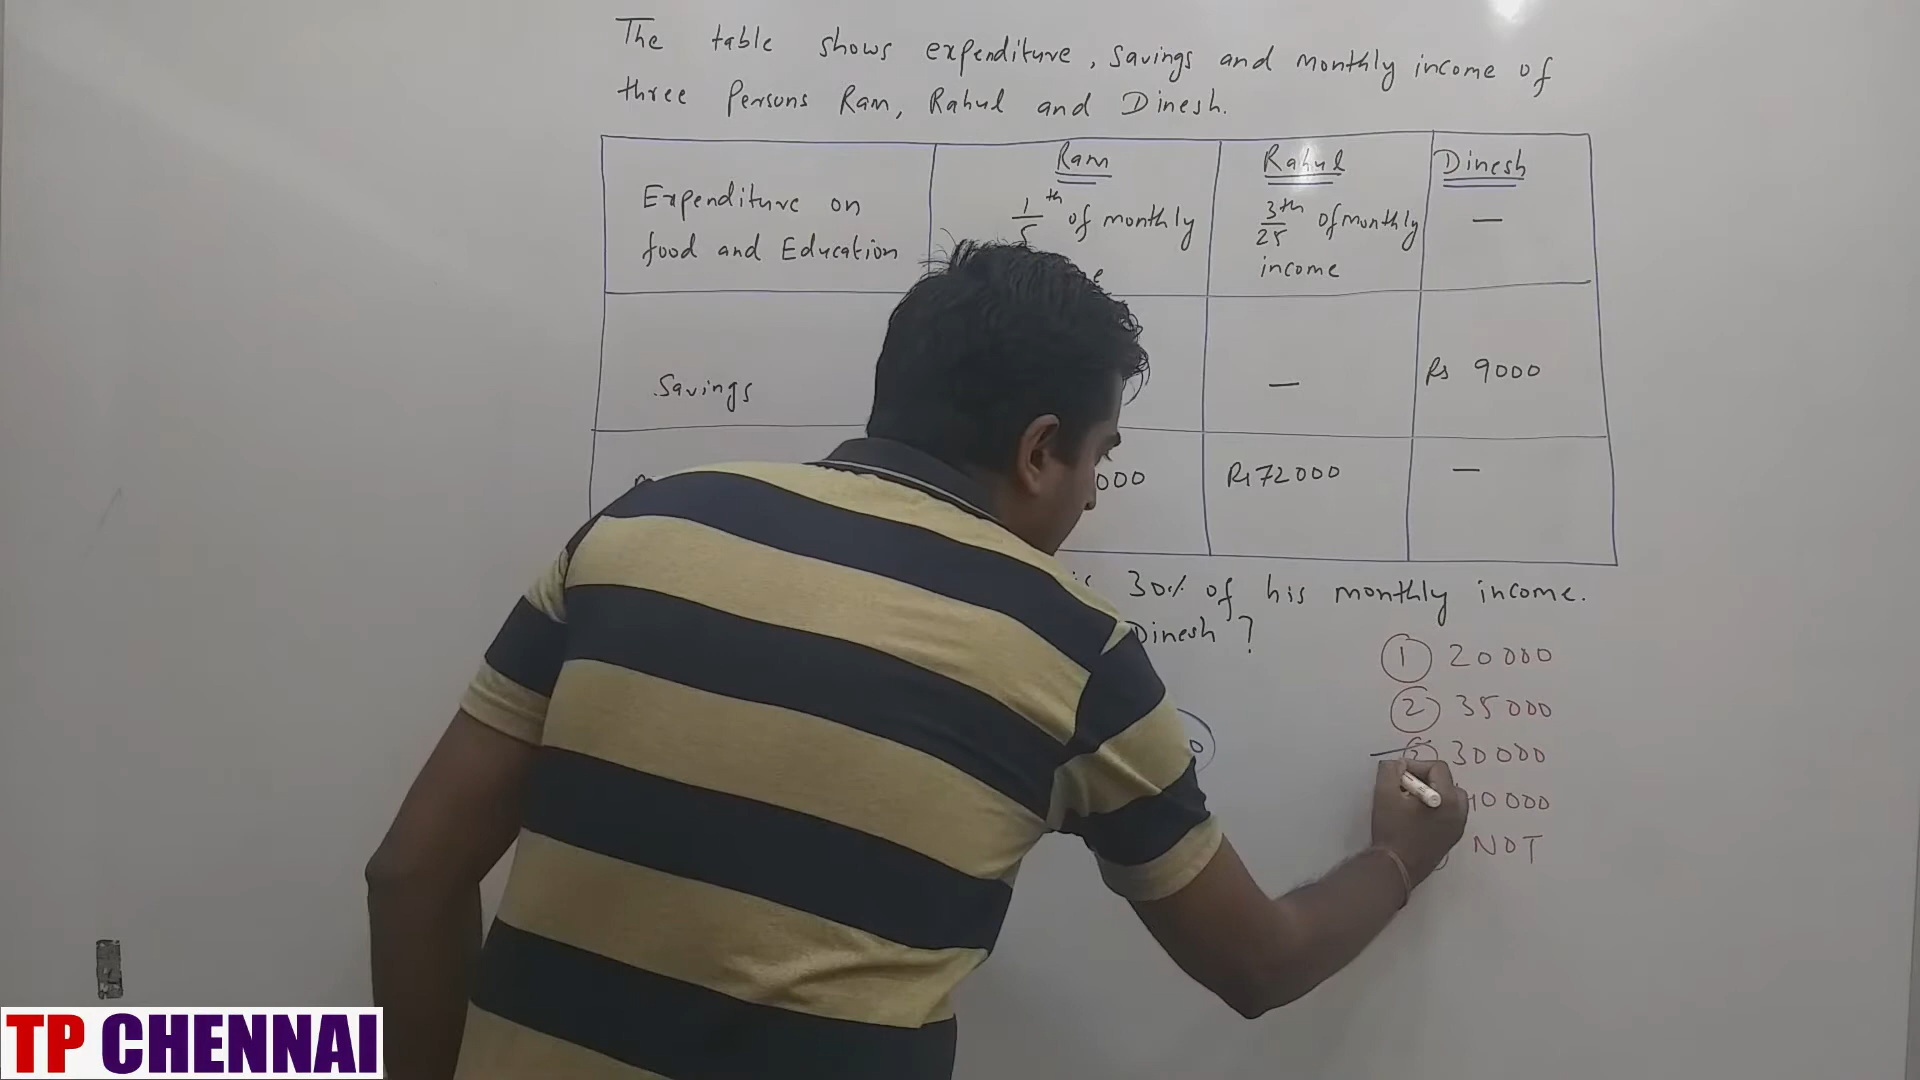 The table shows expenditure, savings and monthly income of
three Persons Ram, Rahul and Dinesh.
Ram Rahul Dinesh
Expenditure on
food and Education
1/5 th of monthly
3/25 th of monthly
income
—
Savings — Rs 9000
000 Rs 72000 —
30% of his monthly income.
Dinesh ?
1 20000
2 35000
30000
40000
NOT
TP CHENNAI